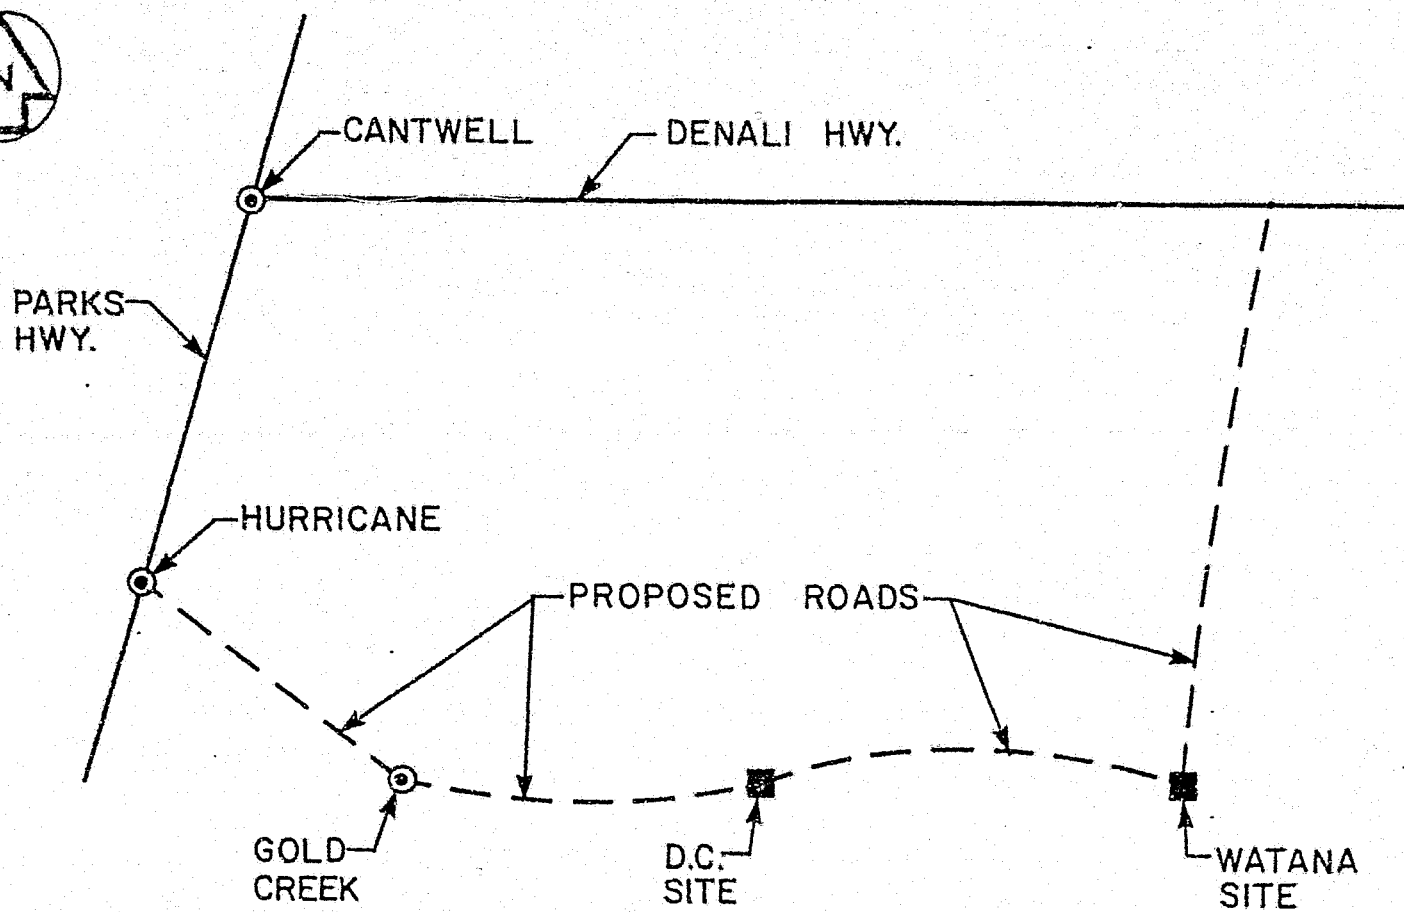 N
CANTWELL
DENALI HWY.
PARKS
HWY.
HURRICANE
PROPOSED ROADS
GOLD
CREEK
D.C.
SITE
WATANA
SITE